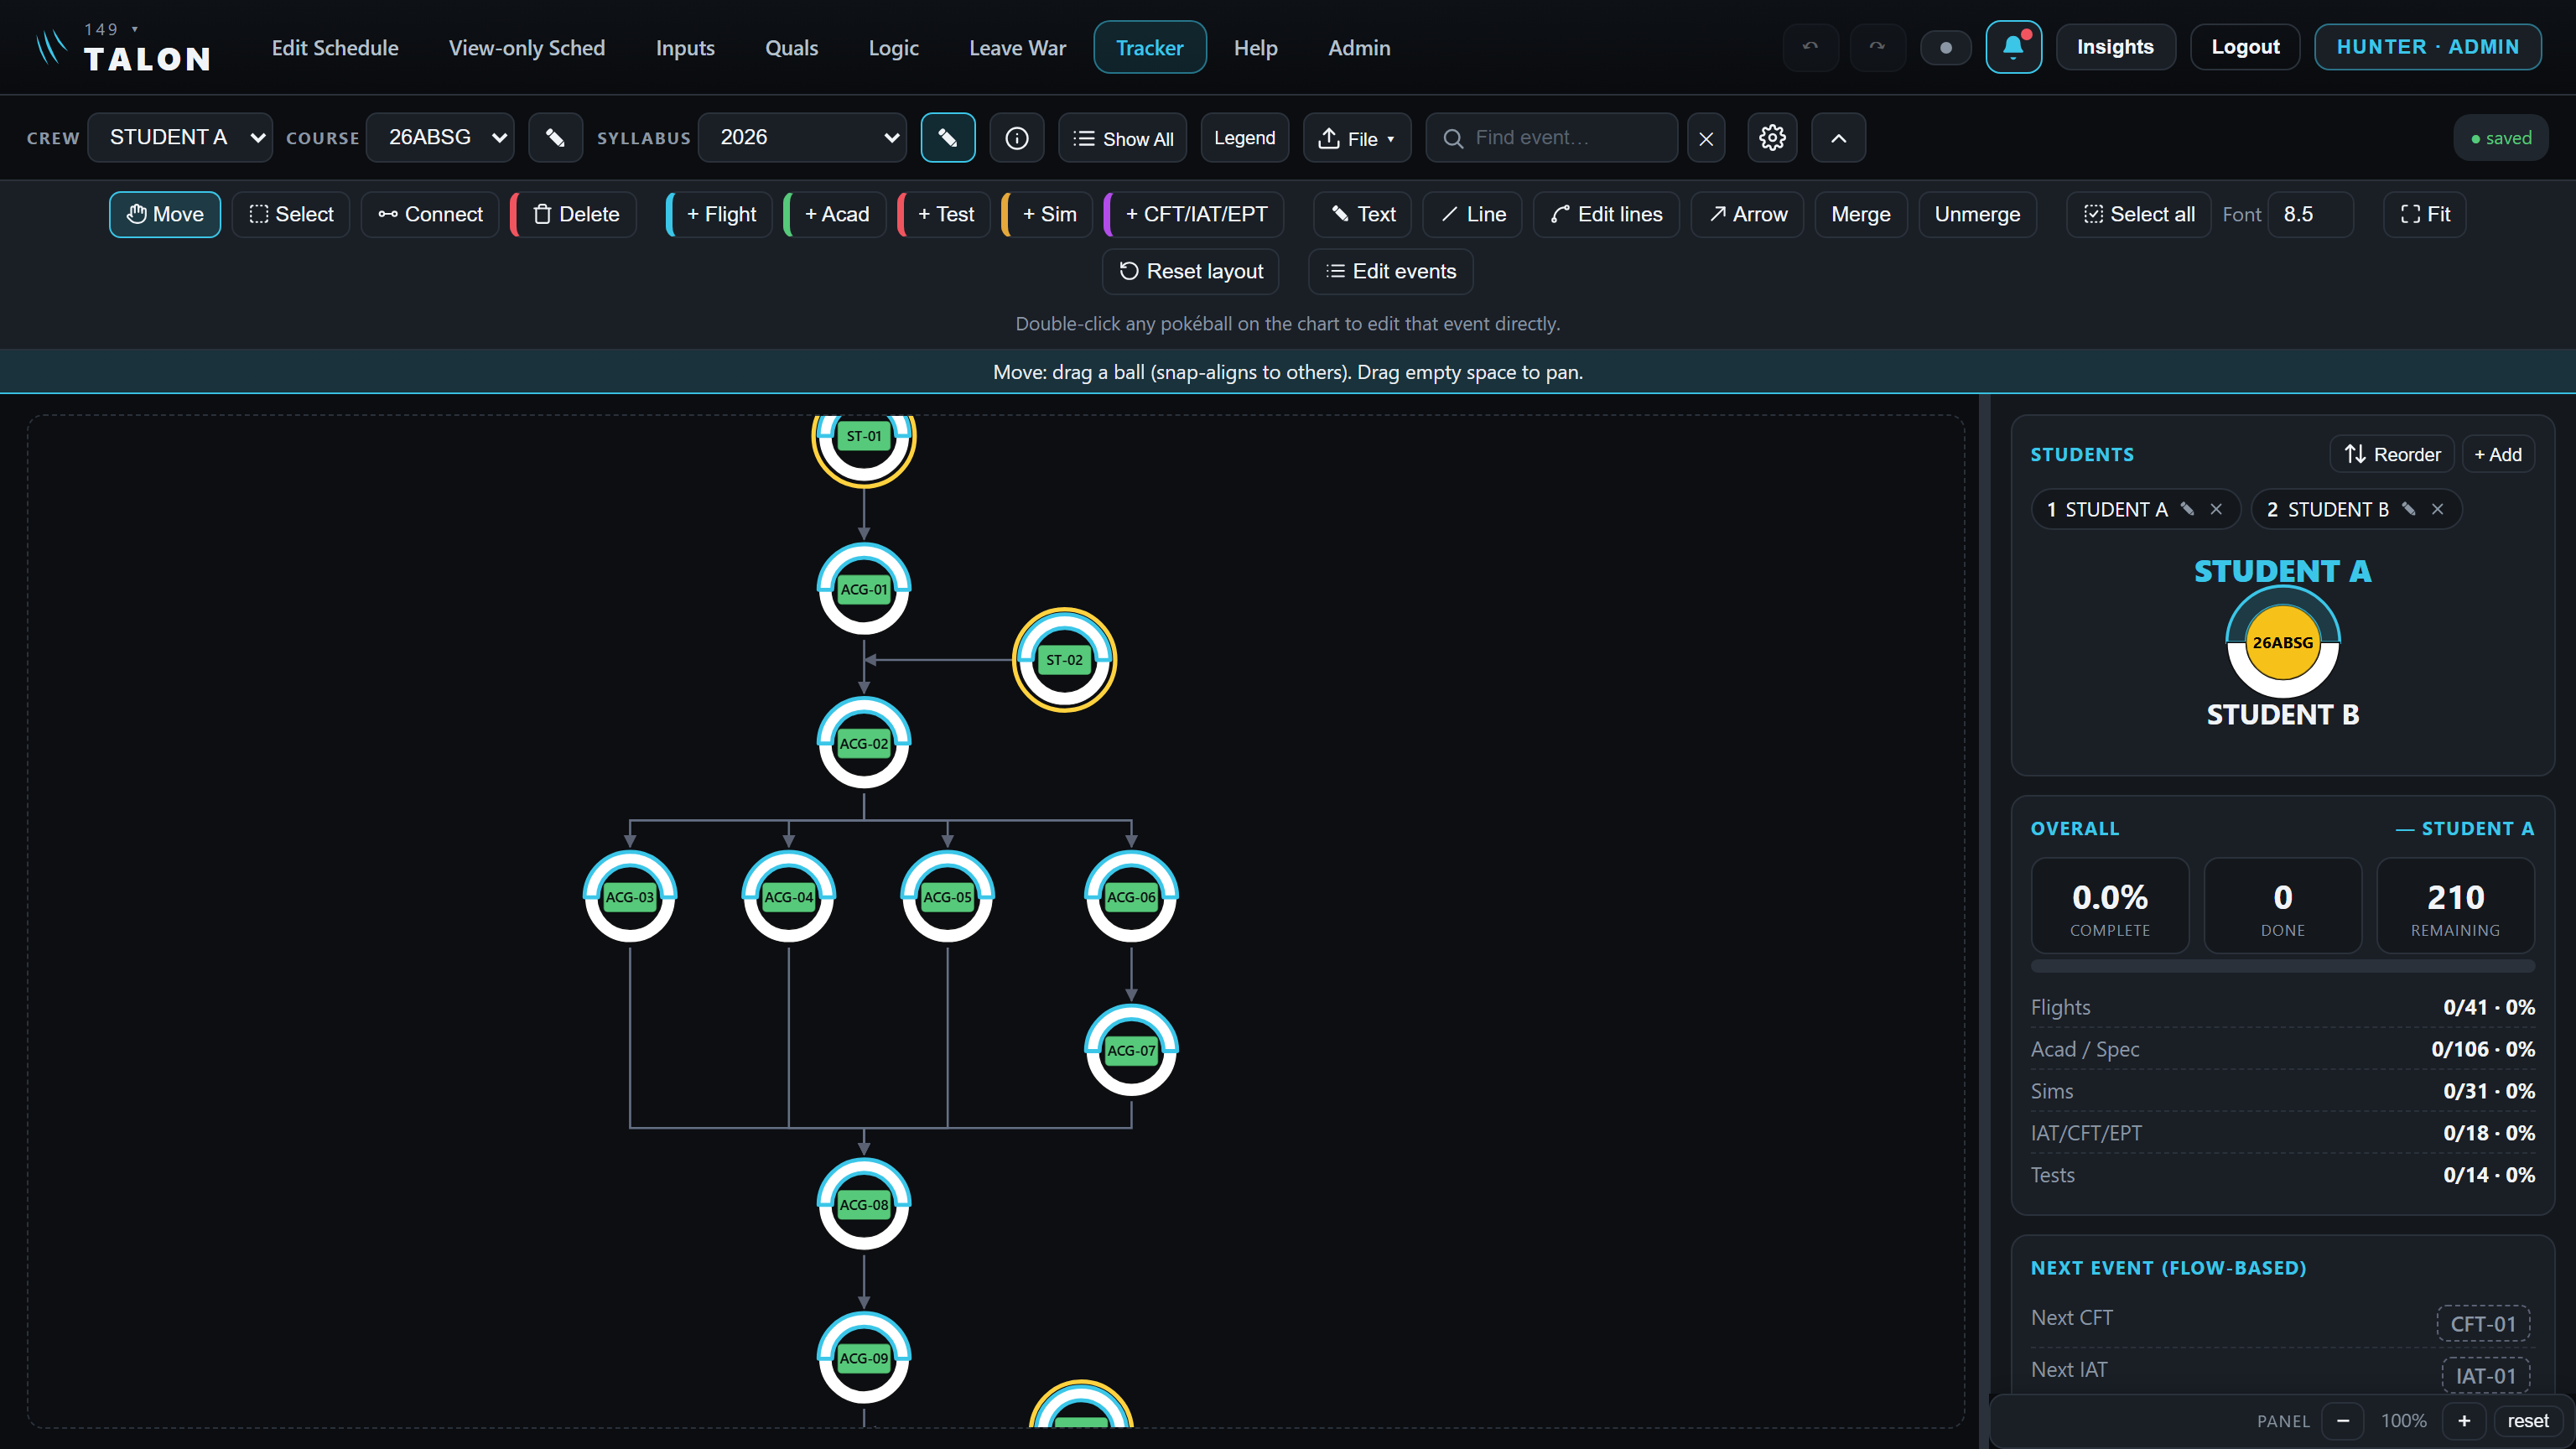 149 ▾
TALON
Edit Schedule
View-only Sched
Inputs
Quals
Logic
Leave War
Tracker
Help
Admin
Insights
Logout
HUNTER · ADMIN
CREW
STUDENT A
COURSE
26ABSG
SYLLABUS
2026
Show All
Legend
File ▾
Find event…
saved
Move
Select
Connect
Delete
+ Flight
+ Acad
+ Test
+ Sim
+ CFT/IAT/EPT
Text
Line
Edit lines
Arrow
Merge
Unmerge
Select all
Font
8.5
Fit
Reset layout
Edit events
Double-click any pokéball on the chart to edit that event directly.
Move: drag a ball (snap-aligns to others). Drag empty space to pan.
ST-01
ACG-01
ST-02
ACG-02
ACG-03
ACG-04
ACG-05
ACG-06
ACG-07
ACG-08
ACG-09
STUDENTS
Reorder
+ Add
1 STUDENT A
2 STUDENT B
STUDENT A
26ABSG
STUDENT B
OVERALL
— STUDENT A
0.0%
COMPLETE
0
DONE
210
REMAINING
Flights
0/41 · 0%
Acad / Spec
0/106 · 0%
Sims
0/31 · 0%
IAT/CFT/EPT
0/18 · 0%
Tests
0/14 · 0%
NEXT EVENT (FLOW-BASED)
Next CFT
CFT-01
Next IAT
IAT-01
PANEL
−
100%
+
reset